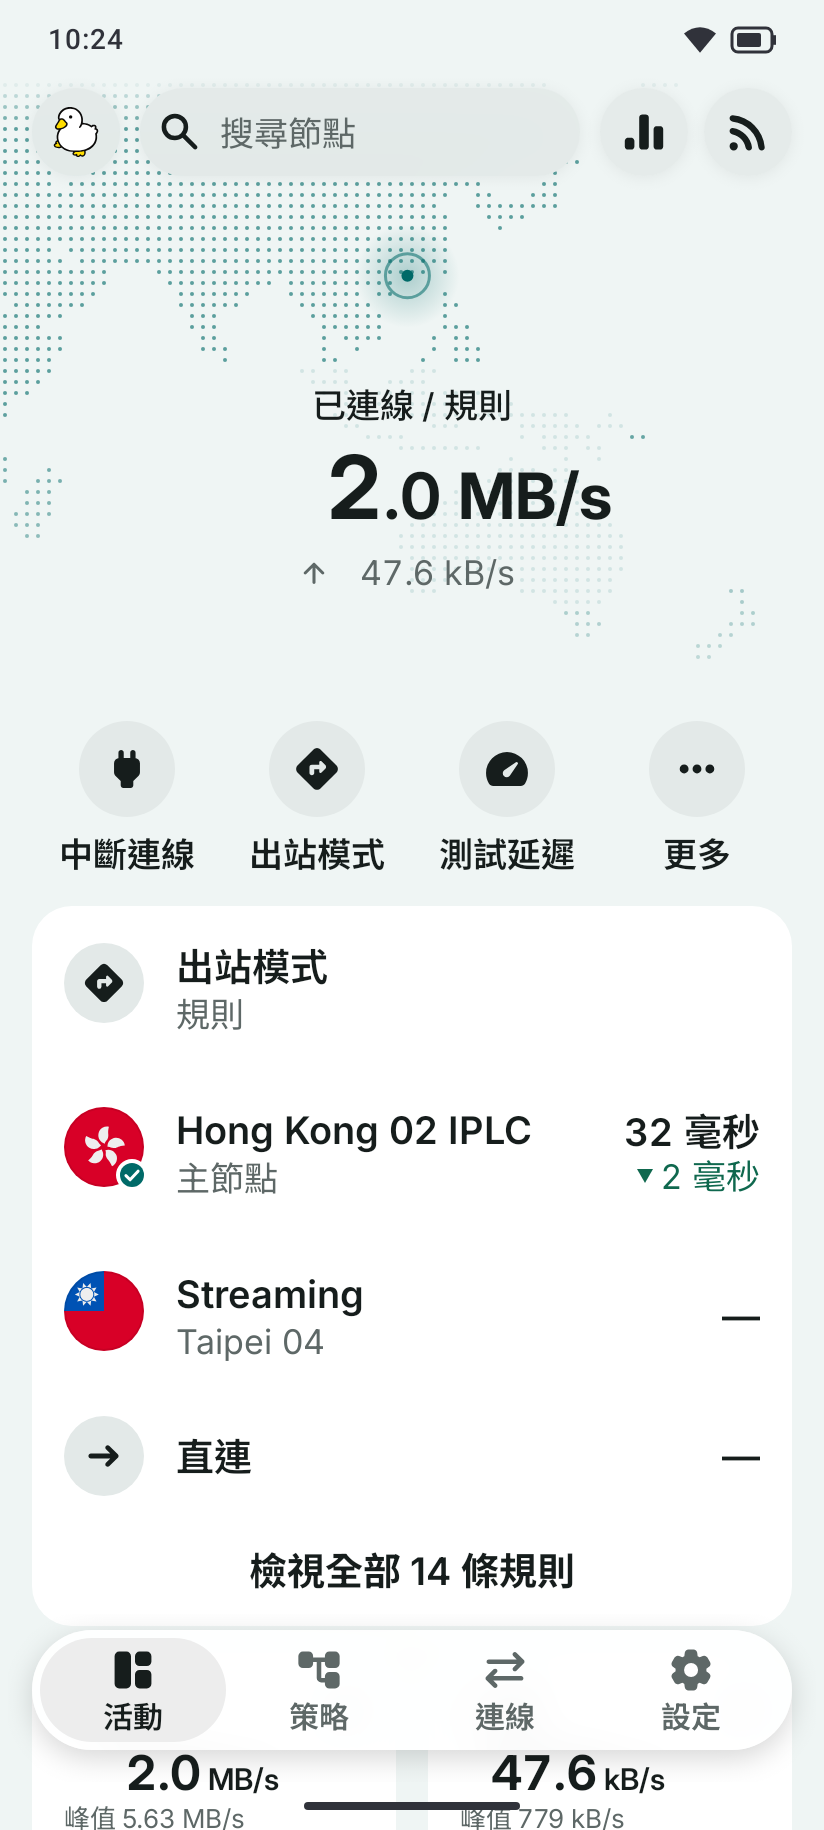 10:24
搜尋節點
已連線 / 規則
2.0 MB/s
↑ 47.6 kB/s
中斷連線
出站模式
測試延遲
更多
出站模式
規則
Hong Kong 02 IPLC
32 毫秒
主節點
▼2 毫秒
Streaming
Taipei 04
—
直連
—
檢視全部 14 條規則
活動
策略
連線
設定
2.0 MB/s
47.6 kB/s
峰值 5.63 MB/s
峰值 779 kB/s